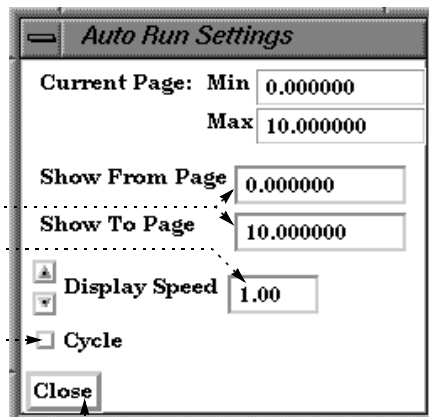 Auto Run Settings
Current Page: Min 0.000000
Max 10.000000
Show From Page 0.000000
Show To Page 10.000000
Display Speed 1.00
Cycle
Close